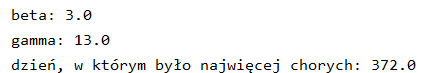 beta: 3.0
gamma: 13.0
dzień, w którym było najwięcej chorych: 372.0